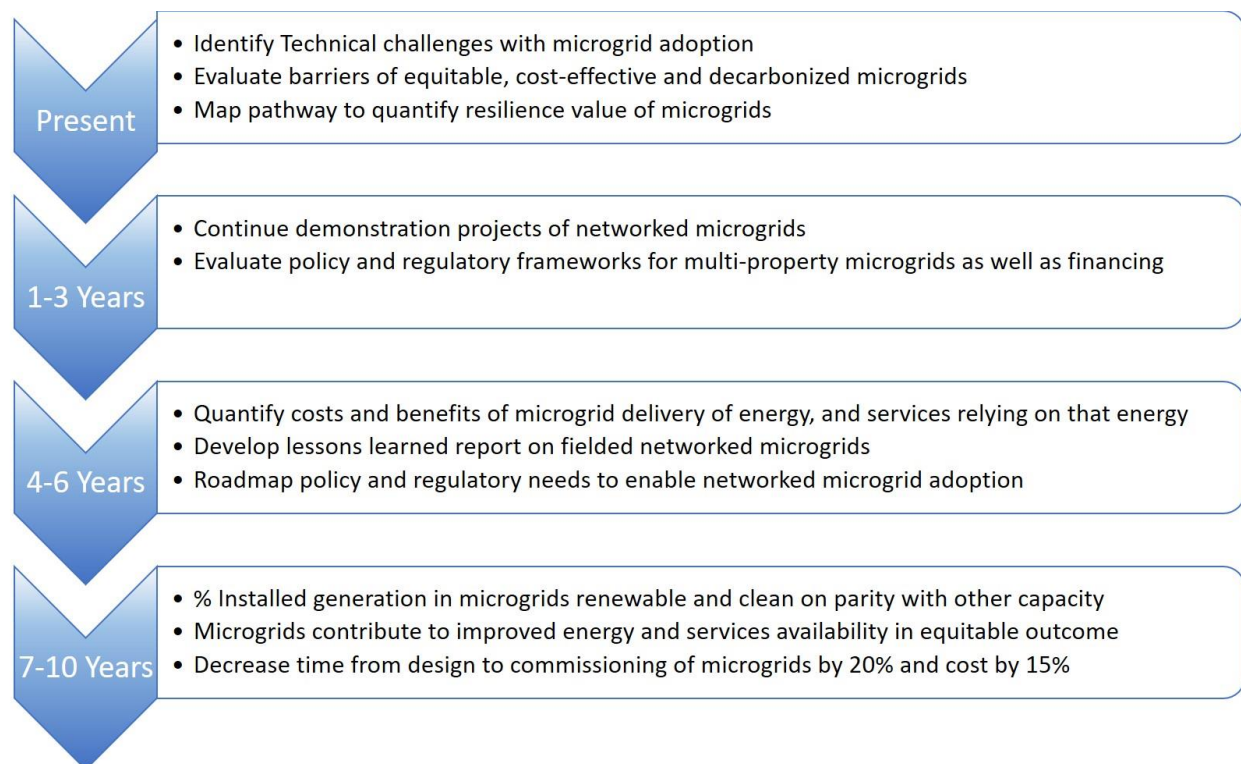 Present
• Identify Technical challenges with microgrid adoption
• Evaluate barriers of equitable, cost-effective and decarbonized microgrids
• Map pathway to quantify resilience value of microgrids
1-3 Years
• Continue demonstration projects of networked microgrids
• Evaluate policy and regulatory frameworks for multi-property microgrids as well as financing
4-6 Years
• Quantify costs and benefits of microgrid delivery of energy, and services relying on that energy
• Develop lessons learned report on fielded networked microgrids
• Roadmap policy and regulatory needs to enable networked microgrid adoption
7-10 Years
• % Installed generation in microgrids renewable and clean on parity with other capacity
• Microgrids contribute to improved energy and services availability in equitable outcome
• Decrease time from design to commissioning of microgrids by 20% and cost by 15%